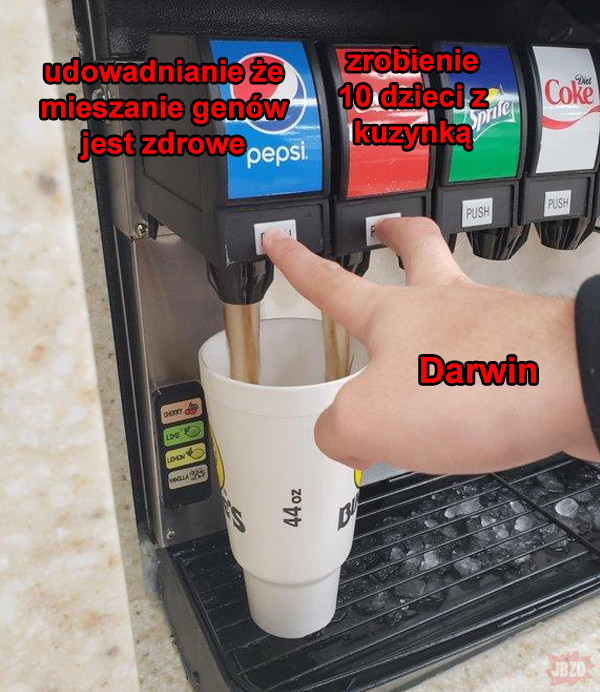 udowadnianie że
mieszanie genów
jest zdrowe
zrobienie
10 dzieci z
kuzynką
pepsi
Sprite
Diet
Coke
PUSH
PUSH
Darwin
CHERRY
LIME
LEMON
VANILLA
44 oz
JBZD